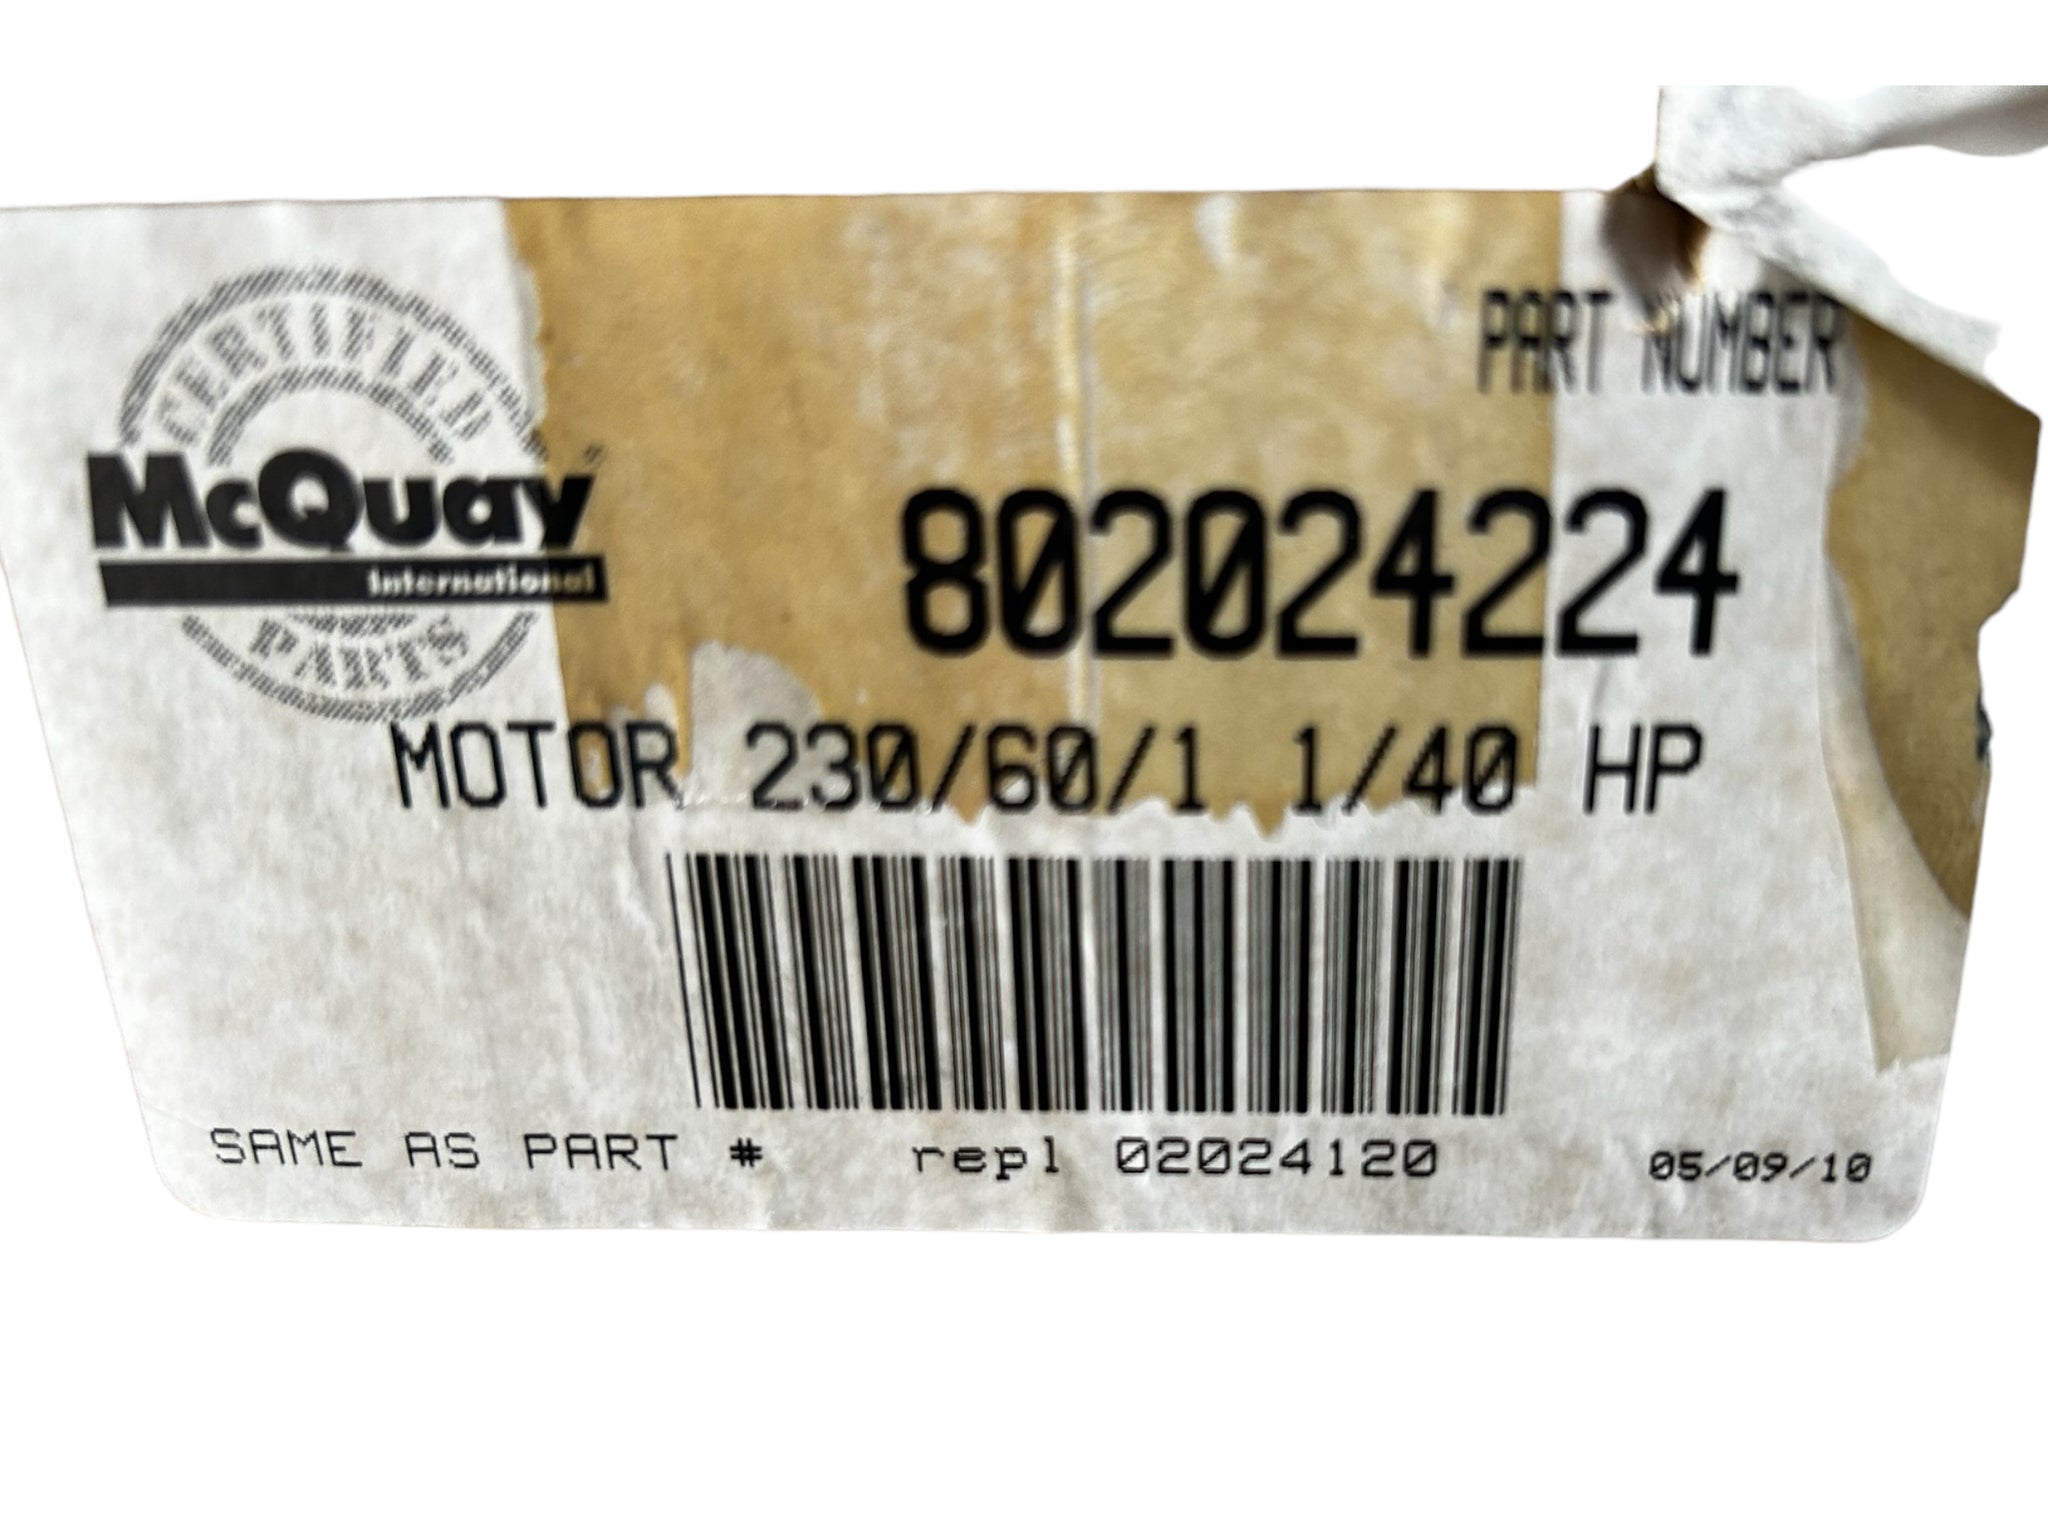 PART NUMBER
CERTIFIED
McQuay
International
PARTS
802024224
MOTOR 230/60/1 1/40 HP
SAME AS PART # repl 02024120 05/09/10